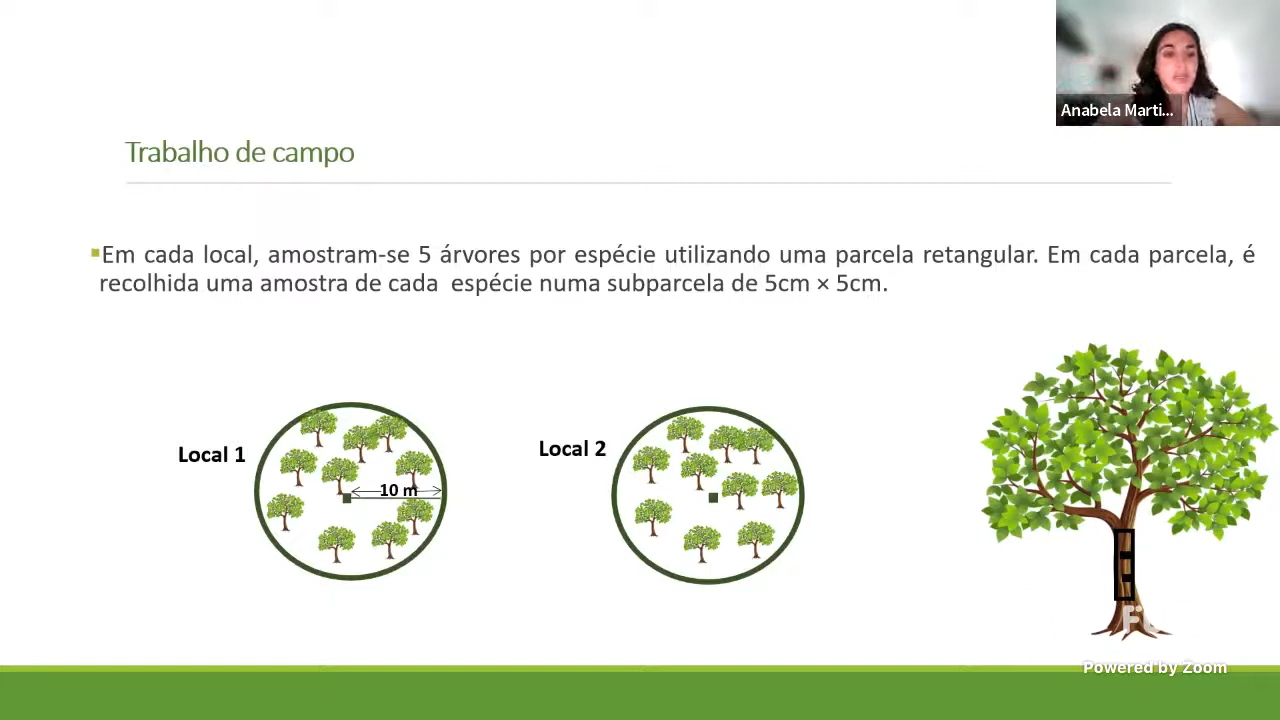 Anabela Marti...
Trabalho de campo
Em cada local, amostram-se 5 árvores por espécie utilizando uma parcela retangular. Em cada parcela, é
recolhida uma amostra de cada espécie numa subparcela de 5cm × 5cm.
Local 1
10 m
Local 2
Powered by Zoom